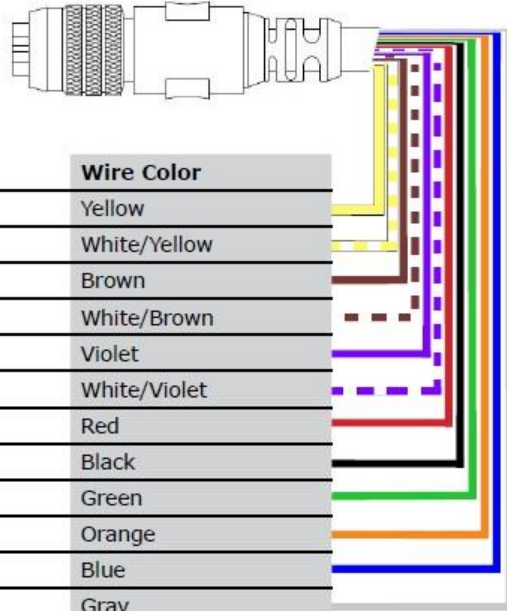 Wire Color
Yellow
White/Yellow
Brown
White/Brown
Violet
White/Violet
Red
Black
Green
Orange
Blue
Gray